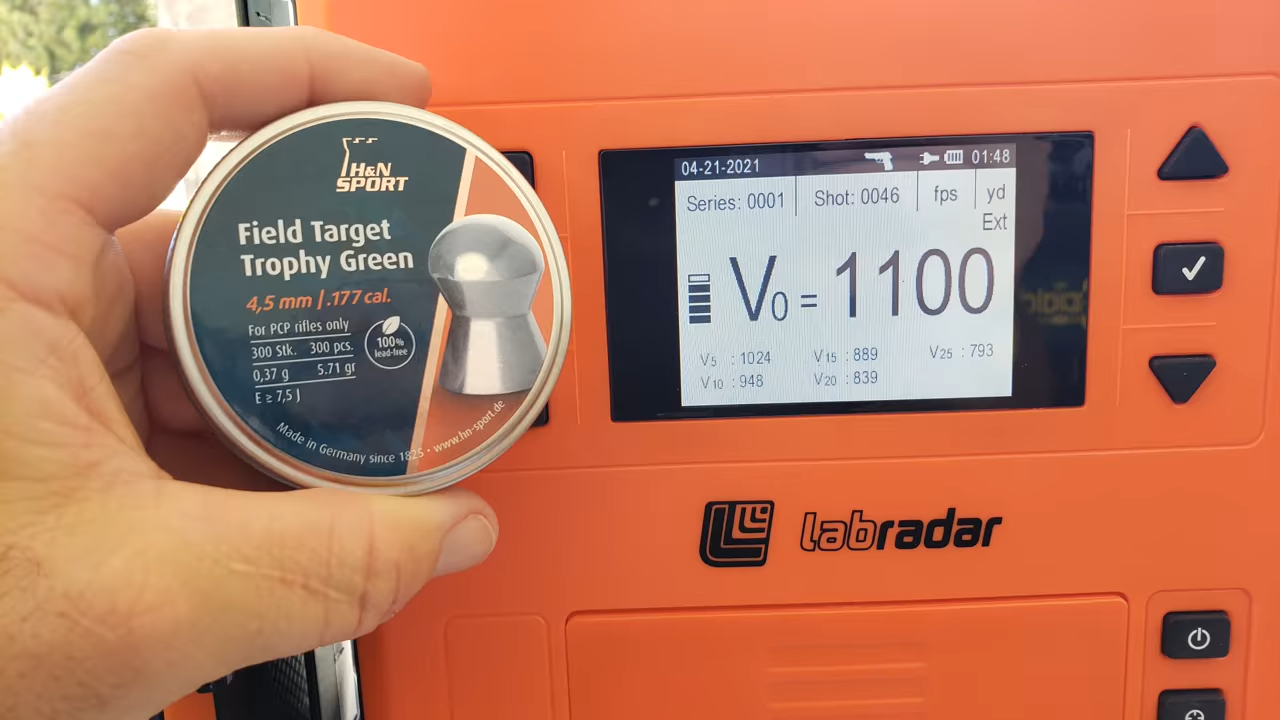 H&N
SPORT
Field Target
Trophy Green
4,5 mm | .177 cal.
For PCP rifles only
300 Stk. 300 pcs.
0,37 g 5.71 gr
E ≥ 7,5 J
100%
lead-free
Made in Germany since 1825 • www.hn-sport.de
04-21-2021 01:48
Series: 0001 Shot: 0046 fps yd
Ext
V0 = 1100
V5 : 1024 V15 : 889 V25 : 793
V10 : 948 V20 : 839
labradar